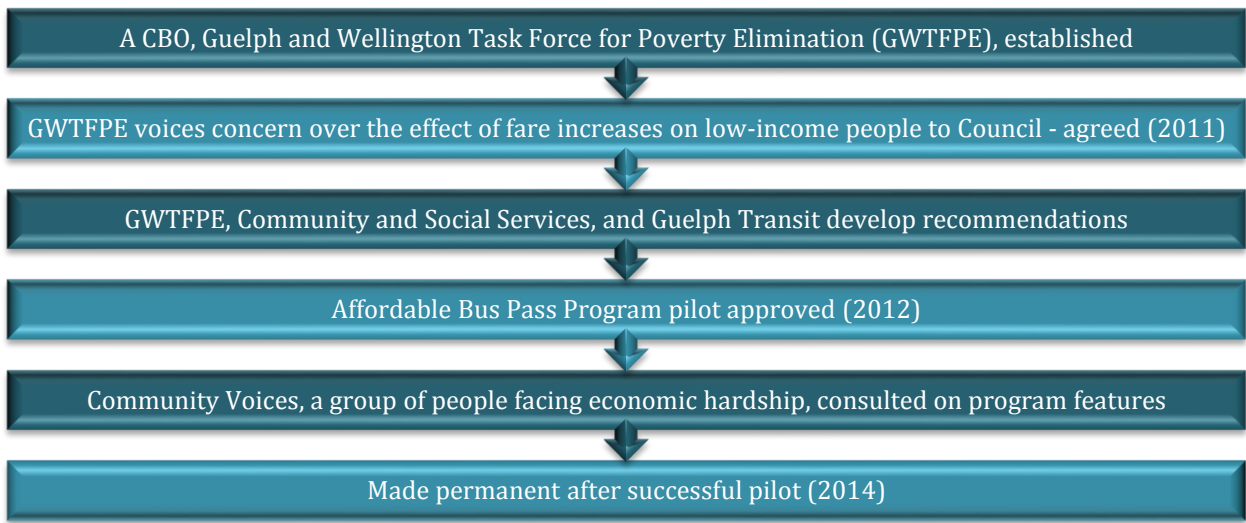 A CBO, Guelph and Wellington Task Force for Poverty Elimination (GWTFPE), established
GWTFPE voices concern over the effect of fare increases on low-income people to Council - agreed (2011)
GWTFPE, Community and Social Services, and Guelph Transit develop recommendations
Affordable Bus Pass Program pilot approved (2012)
Community Voices, a group of people facing economic hardship, consulted on program features
Made permanent after successful pilot (2014)